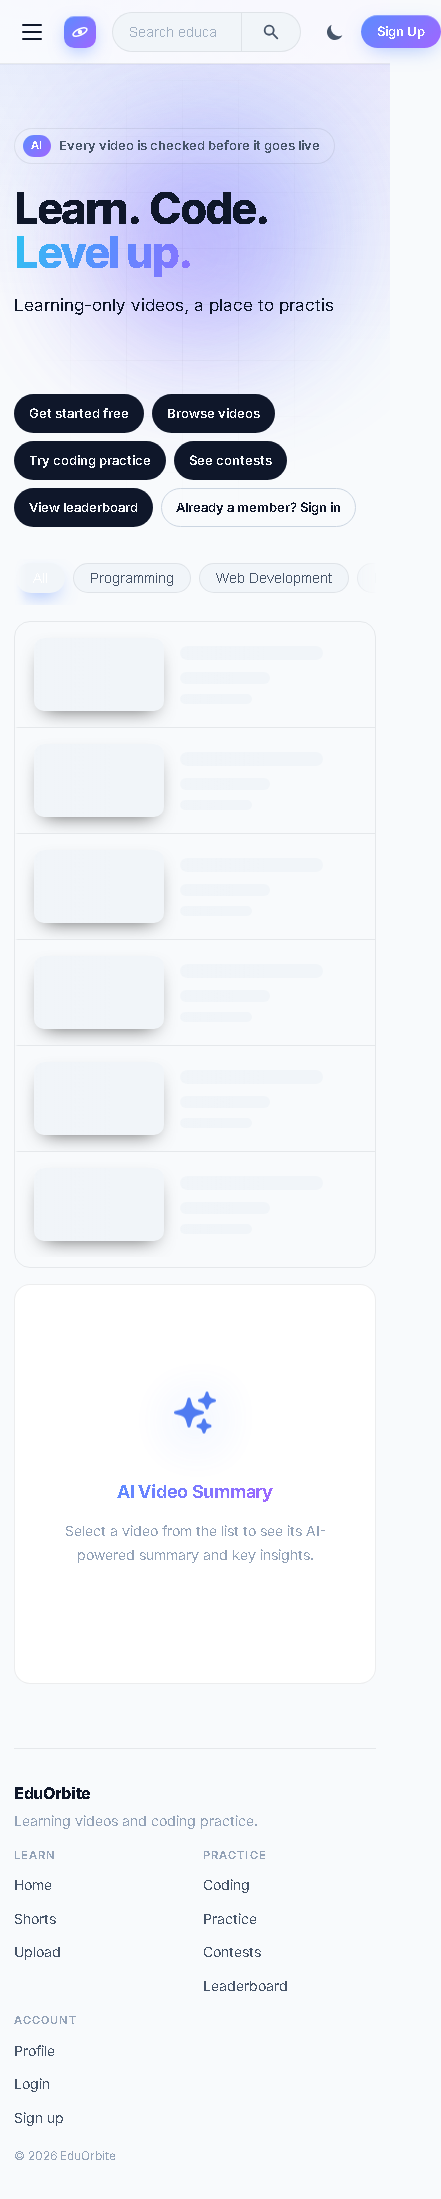 Search educa
Sign Up
AI Every video is checked before it goes live
Learn. Code.
Level up.
Learning-only videos, a place to practis
Get started free
Browse videos
Try coding practice
See contests
View leaderboard
Already a member? Sign in
All
Programming
Web Development
AI Video Summary
Select a video from the list to see its AI-
powered summary and key insights.
EduOrbite
Learning videos and coding practice.
LEARN
Home
Shorts
Upload
PRACTICE
Coding
Practice
Contests
Leaderboard
ACCOUNT
Profile
Login
Sign up
© 2026 EduOrbite